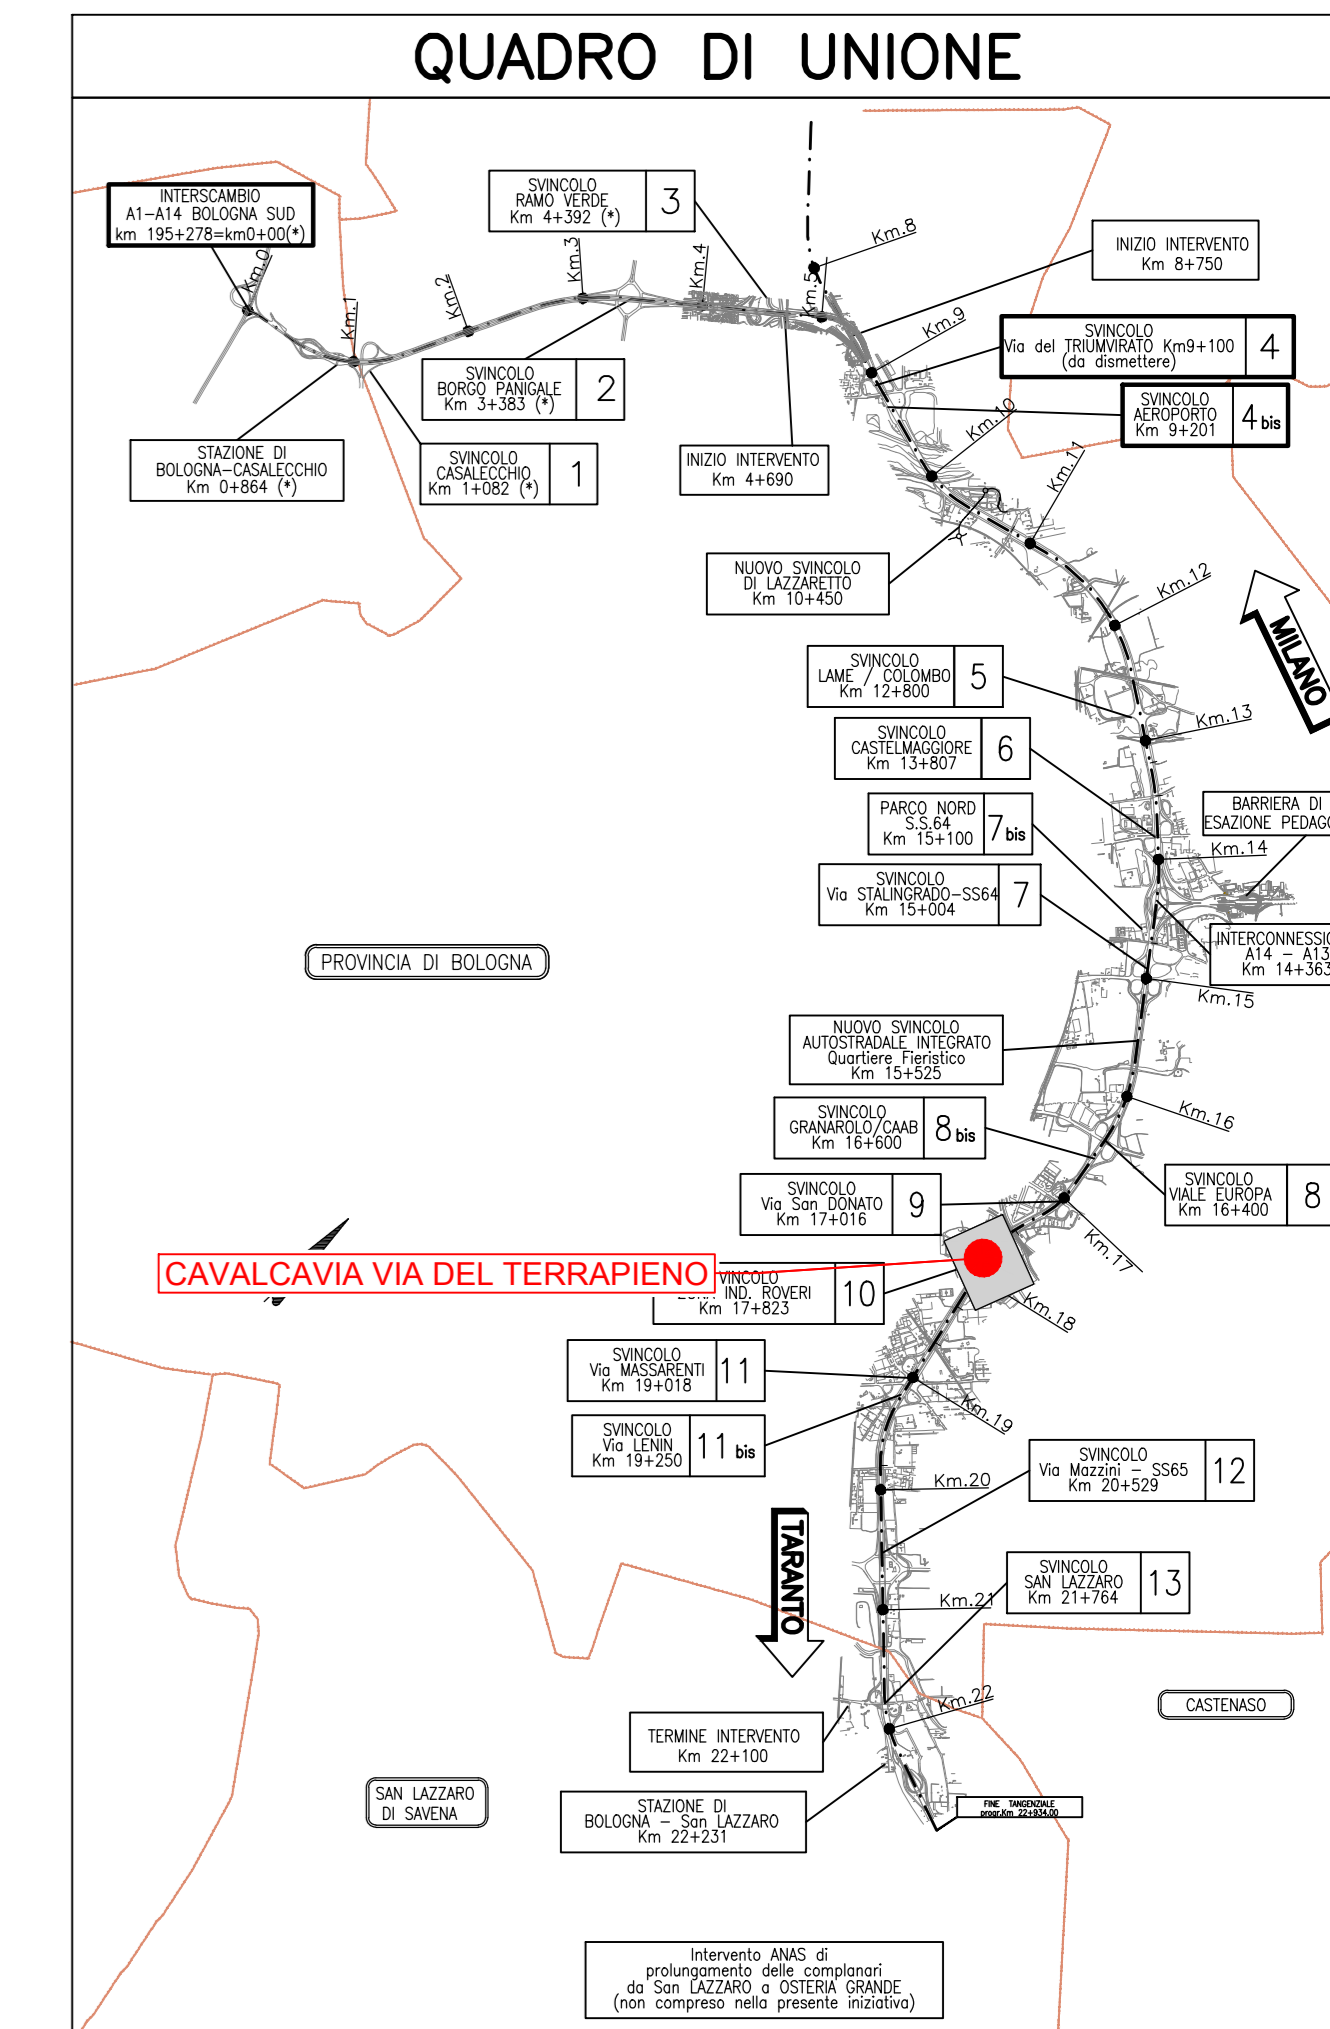 QUADRO DI UNIONE
INTERSCAMBIO
A1-A14 BOLOGNA SUD
km 195+278=km0+00(*)
SVINCOLO
RAMO VERDE
Km 4+392 (*)
3
Km.0
Km.1
Km.2
Km.3
Km.4
Km.5
Km.8
INIZIO INTERVENTO
Km 8+750
Km.9
SVINCOLO
Via del TRIUMVIRATO Km9+100
(da dismettere)
4
SVINCOLO
BORGO PANIGALE
Km 3+383 (*)
2
SVINCOLO
AEROPORTO
Km 9+201
4 bis
Km.10
STAZIONE DI
BOLOGNA-CASALECCHIO
Km 0+864 (*)
SVINCOLO
CASALECCHIO
Km 1+082 (*)
1
INIZIO INTERVENTO
Km 4+690
Km.11
NUOVO SVINCOLO
DI LAZZARETTO
Km 10+450
Km.12
MILANO
SVINCOLO
LAME / COLOMBO
Km 12+800
5
Km.13
SVINCOLO
CASTELMAGGIORE
Km 13+807
6
PARCO NORD
S.S.64
Km 15+100
7 bis
BARRIERA DI
Km.14
SVINCOLO
Via STALINGRADO-SS64
Km 15+004
7
A14 - A13
Km 14+363
PROVINCIA DI BOLOGNA
Km.15
NUOVO SVINCOLO
AUTOSTRADALE INTEGRATO
Quartiere Fieristico
Km 15+525
Km.16
SVINCOLO
GRANAROLO/CAAB
Km 16+600
8 bis
SVINCOLO
VIALE EUROPA
Km 16+400
8
SVINCOLO
Via San DONATO
Km 17+016
9
Km.17
CAVALCAVIA VIA DEL TERRAPIENO
IND. ROVERI
Km 17+823
10
Km.18
SVINCOLO
Via MASSARENTI
Km 19+018
11
Km.19
SVINCOLO
Via LENIN
Km 19+250
11 bis
SVINCOLO
Via Mazzini - SS65
Km 20+529
12
Km.20
TARANTO
SVINCOLO
SAN LAZZARO
Km 21+764
13
Km.21
Km.22
CASTENASO
TERMINE INTERVENTO
Km 22+100
SAN LAZZARO
DI SAVENA
STAZIONE DI
BOLOGNA - San LAZZARO
Km 22+231
FINE TANGENZIALE
progr.Km 22+934,00
Intervento ANAS di
prolungamento delle complanari
da San LAZZARO a OSTERIA GRANDE
(non compreso nella presente iniziativa)